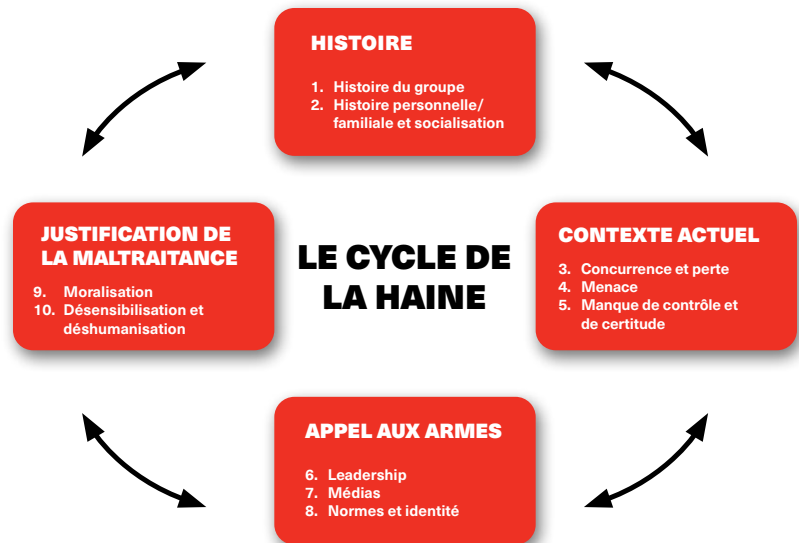 HISTOIRE
1. Histoire du groupe
2. Histoire personnelle/
familiale et socialisation
JUSTIFICATION DE
LA MALTRAITANCE
9. Moralisation
10. Désensibilisation et
déshumanisation
LE CYCLE DE
LA HAINE
CONTEXTE ACTUEL
3. Concurrence et perte
4. Menace
5. Manque de contrôle et
de certitude
APPEL AUX ARMES
6. Leadership
7. Médias
8. Normes et identité